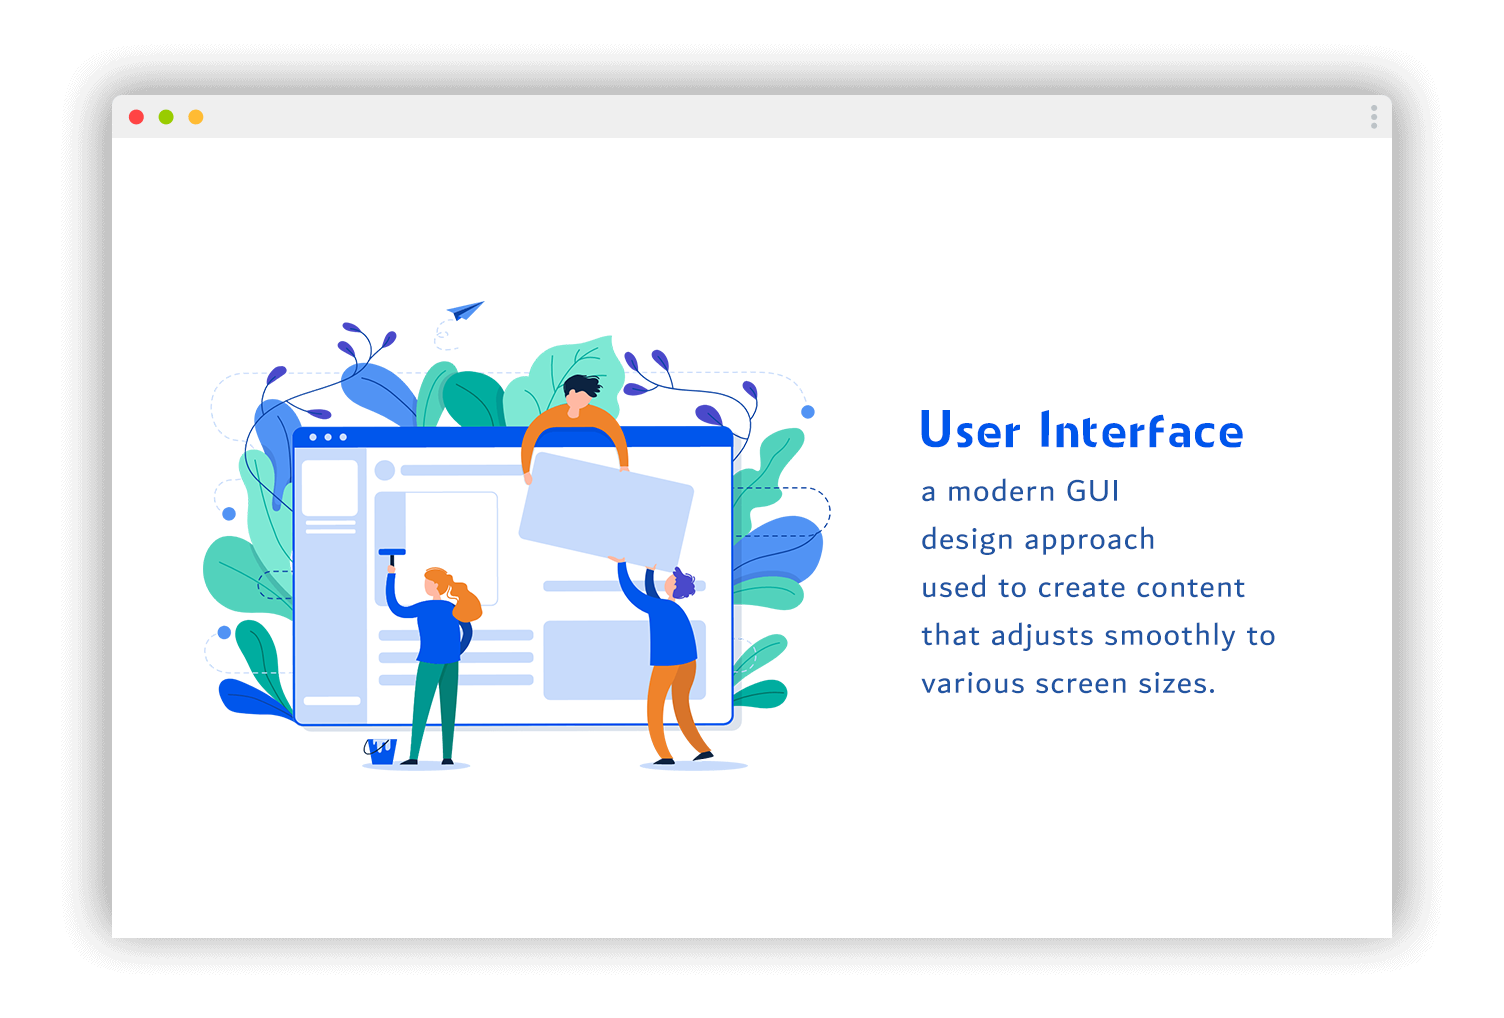 User Interface
a modern GUI
design approach
used to create content
that adjusts smoothly to
various screen sizes.